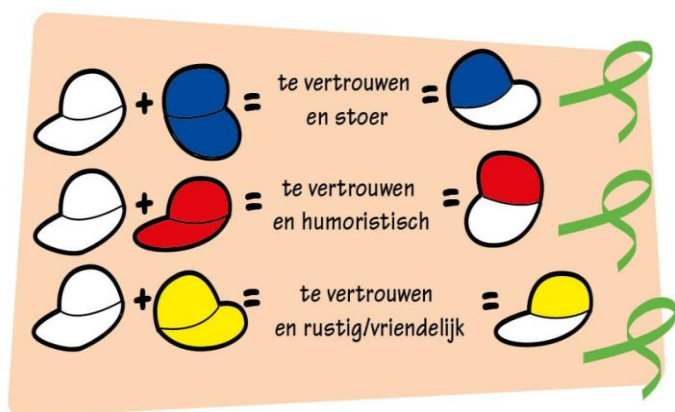 + = te vertrouwen =
en stoer
+ = te vertrouwen =
en humoristisch
+ = te vertrouwen =
en rustig/vriendelijk